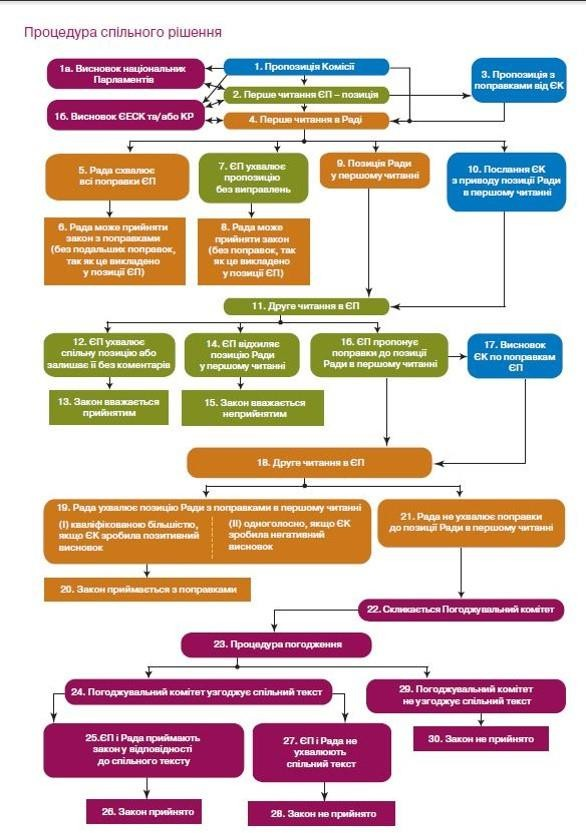 Процедура спільного рішення
1а. Висновок національних
Парламентів
1. Пропозиція Комісії
2. Перше читання ЄП – позиція
3. Пропозиція з
поправками від ЄК
1б. Висновок ЄЕСК та/або КР
4. Перше читання в Раді
5. Рада схвалює
всі поправки ЄП
7. ЄП ухвалює
пропозицію
без виправлень
9. Позиція Ради
у першому читанні
10. Послання ЄК
з приводу позиції Ради
в першому читанні
6. Рада може прийняти
закон з поправками
(без подальших поправок,
так як це викладено
у позиції ЄП)
8. Рада може
прийняти закон
(без поправок, так
як це викладено
у позиції ЄП)
11. Друге читання в ЄП
12. ЄП ухвалює
спільну позицію або
залишає її без коментарів
14. ЄП відхиляє
позицію Ради
у першому читанні
16. ЄП пропонує
поправки до позиції
Ради в першому читанні
17. Висновок
ЄК по поправкам
ЄП
13. Закон вважається
прийнятим
15. Закон вважається
неприйнятим
18. Друге читання в ЄП
19. Рада ухвалює позицію Ради з поправками в першому читанні
(I) кваліфікованою більшістю,
якщо ЄК зробила позитивний
висновок
(II) одноголосно, якщо ЄК
зробила негативний
висновок
21. Рада не ухвалює поправки
до позиції Ради в першому читанні
20. Закон приймається з поправками
22. Скликається Погоджувальний комітет
23. Процедура погодження
24. Погоджувальний комітет узгоджує спільний текст
29. Погоджувальний комітет
не узгоджує спільний текст
25.ЄП і Рада приймають
закон у відповідності
до спільного тексту
27. ЄП і Рада не
ухвалюють
спільний текст
30. Закон не прийнято
26. Закон прийнято
28. Закон не прийнято